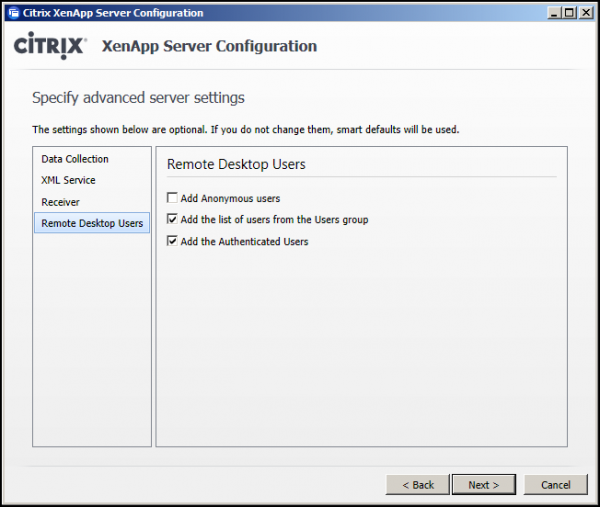 Citrix XenApp Server Configuration
CİTRIX® XenApp Server Configuration
Specify advanced server settings
The settings shown below are optional. If you do not change them, smart defaults will be used.
Data Collection
XML Service
Receiver
Remote Desktop Users
Remote Desktop Users
Add Anonymous users
Add the list of users from the Users group
Add the Authenticated Users
< Back
Next >
Cancel